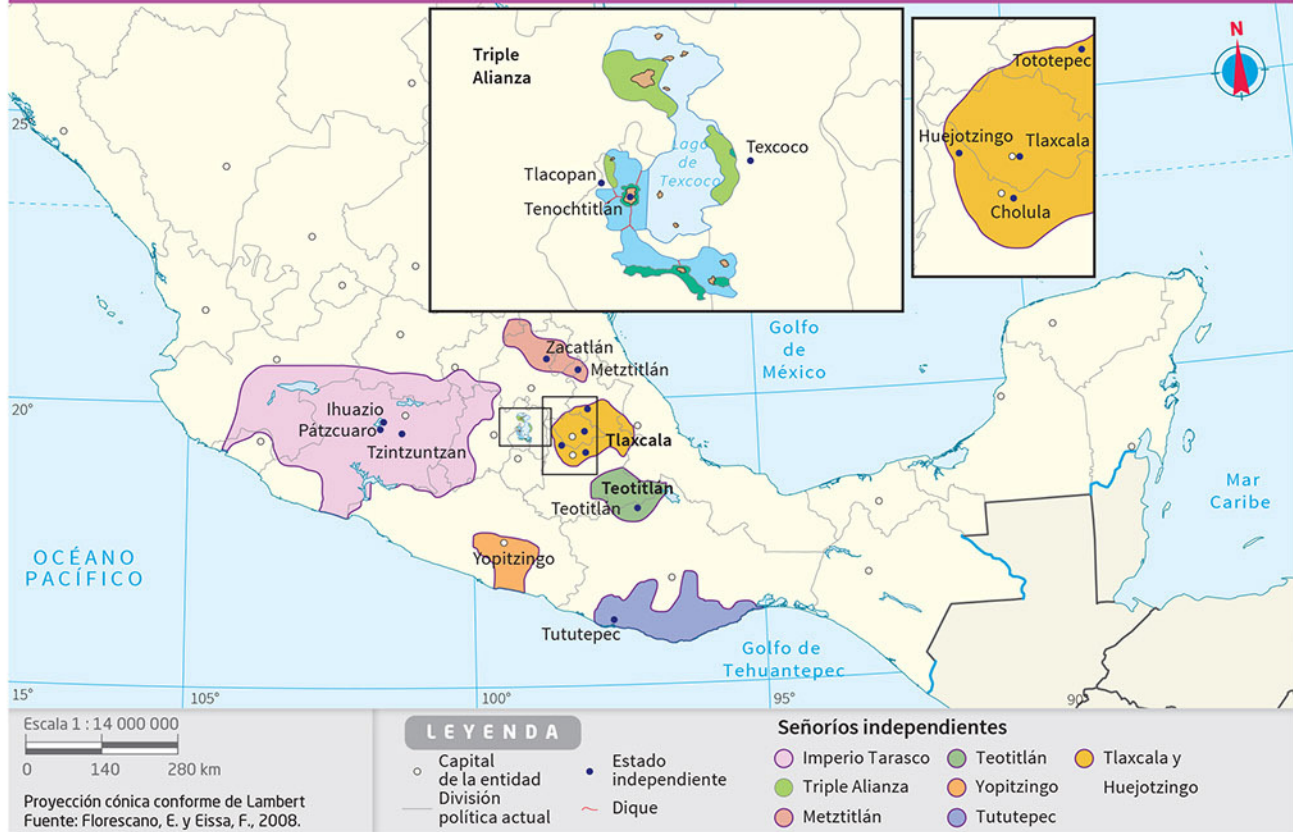 Triple
Alianza
Texcoco
Lago
de
Texcoco
Tlacopan
Tenochtitlán
Tototepec
Huejotzingo
Tlaxcala
Cholula
N
25°
Golfo
de
México
Zacatlán
Metztitlán
20°
Ihuazio
Pátzcuaro
Tzintzuntzan
Tlaxcala
Teotitlán
Teotitlán
Mar
Caribe
OCÉANO
PACÍFICO
Yopitzingo
Tututepec
Golfo de
Tehuantepec
15°
105°
100°
95°
90°
Escala 1 : 14 000 000
0 140 280 km
Proyección cónica conforme de Lambert
Fuente: Florescano, E. y Eissa, F., 2008.
LEYENDA
Capital
de la entidad
División
política actual
Estado
independiente
Dique
Señoríos independientes
Imperio Tarasco
Triple Alianza
Metztitlán
Teotitlán
Yopitzingo
Tututepec
Tlaxcala y
Huejotzingo